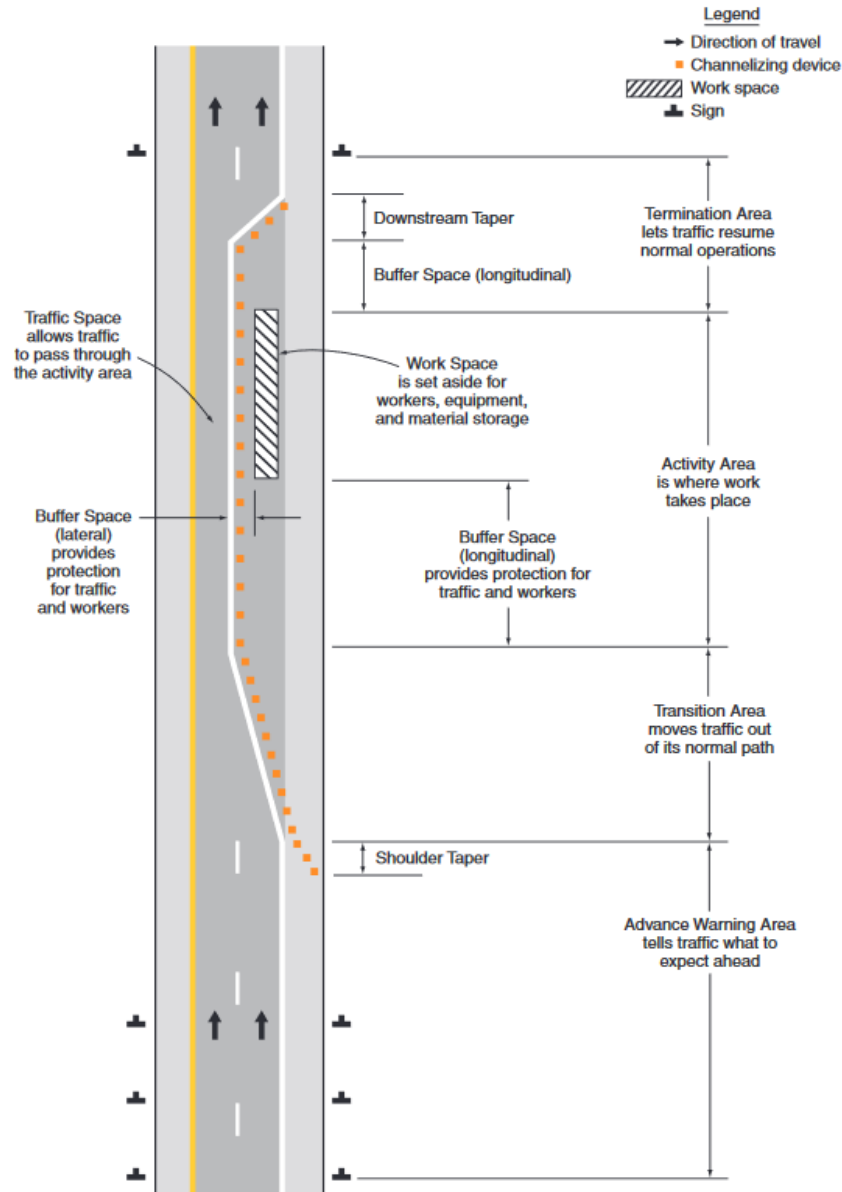 Legend
Direction of travel
Channelizing device
Work space
Sign
Downstream Taper
Termination Area
lets traffic resume
normal operations
Buffer Space (longitudinal)
Traffic Space
allows traffic
to pass through
the activity area
Work Space
is set aside for
workers, equipment,
and material storage
Activity Area
is where work
takes place
Buffer Space
(lateral)
provides
protection
for traffic
and workers
Buffer Space
(longitudinal)
provides protection for
traffic and workers
Transition Area
moves traffic out
of its normal path
Shoulder Taper
Advance Warning Area
tells traffic what to
expect ahead